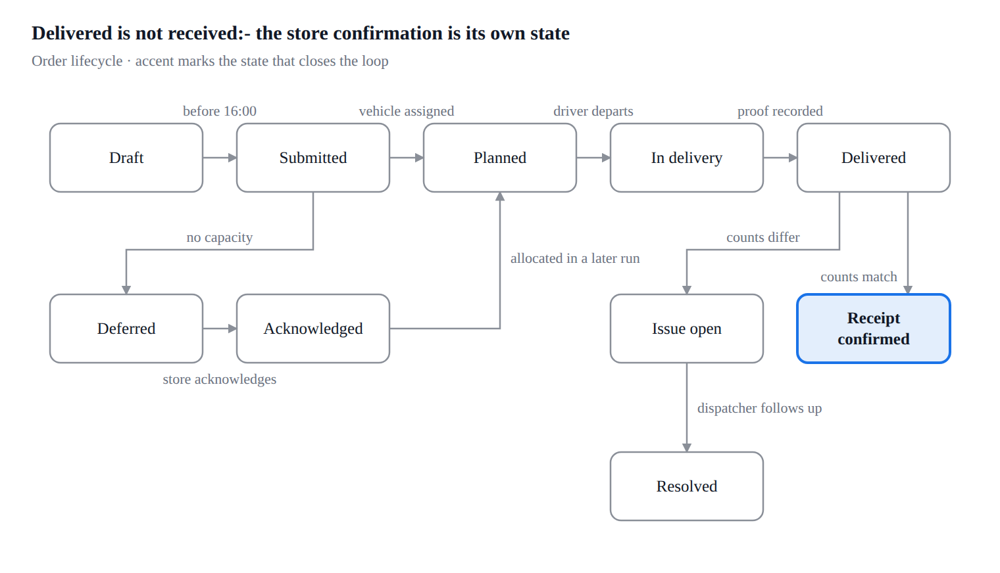 Delivered is not received:- the store confirmation is its own state
Order lifecycle · accent marks the state that closes the loop
before 16:00
vehicle assigned
driver departs
proof recorded
Draft
Submitted
Planned
In delivery
Delivered
no capacity
counts differ
allocated in a later run
counts match
Deferred
Acknowledged
Issue open
Receipt
confirmed
store acknowledges
dispatcher follows up
Resolved